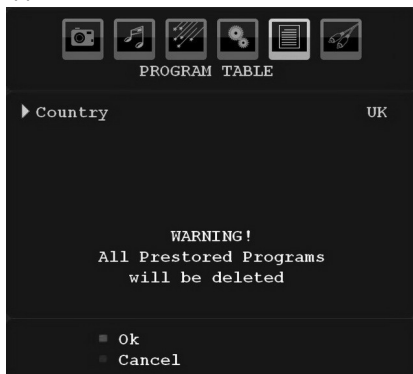 PROGRAM TABLE
Country UK
WARNING!
All Prestored Programs
will be deleted
Ok
Cancel